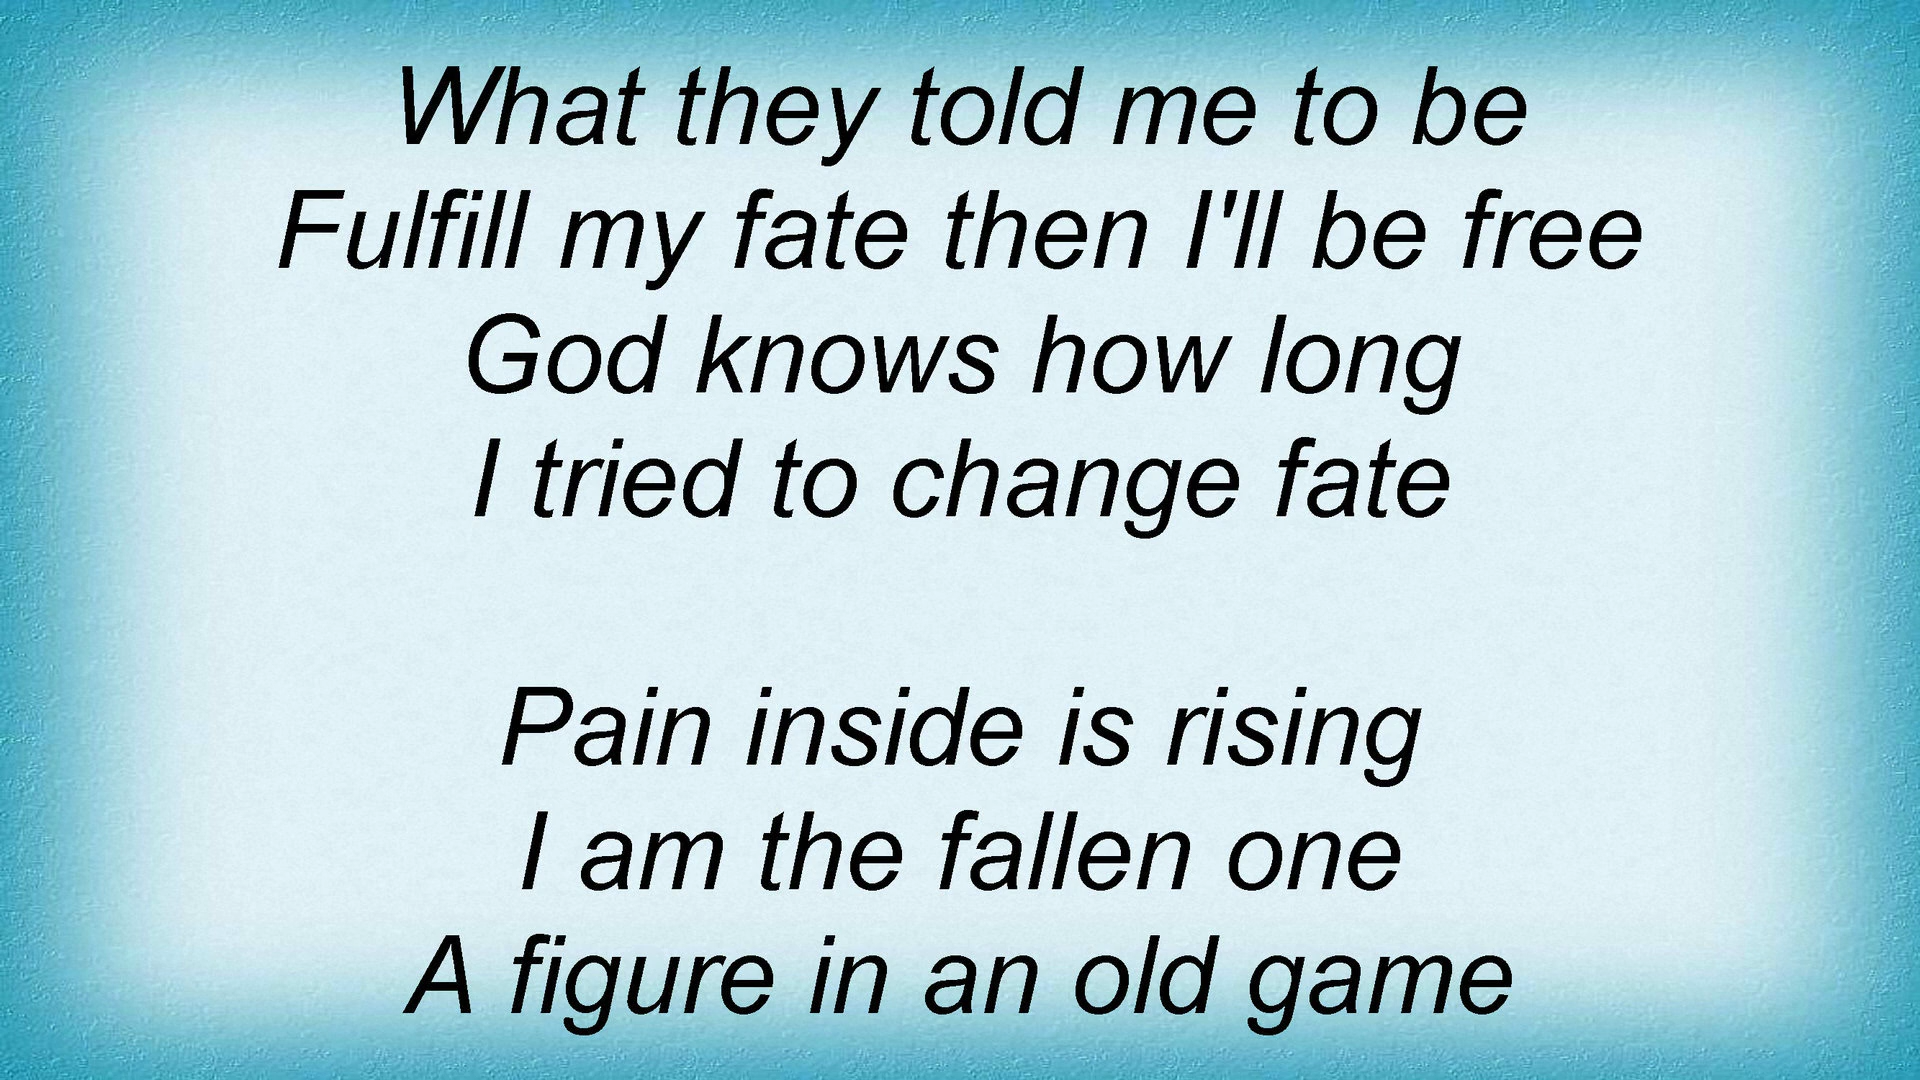 What they told me to be
Fulfill my fate then I'll be free
God knows how long
I tried to change fate
Pain inside is rising
I am the fallen one
A figure in an old game